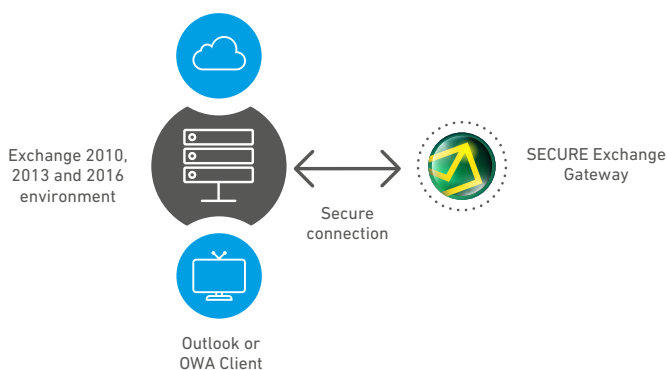 Exchange 2010,
2013 and 2016
environment
Secure
connection
SECURE Exchange
Gateway
Outlook or
OWA Client